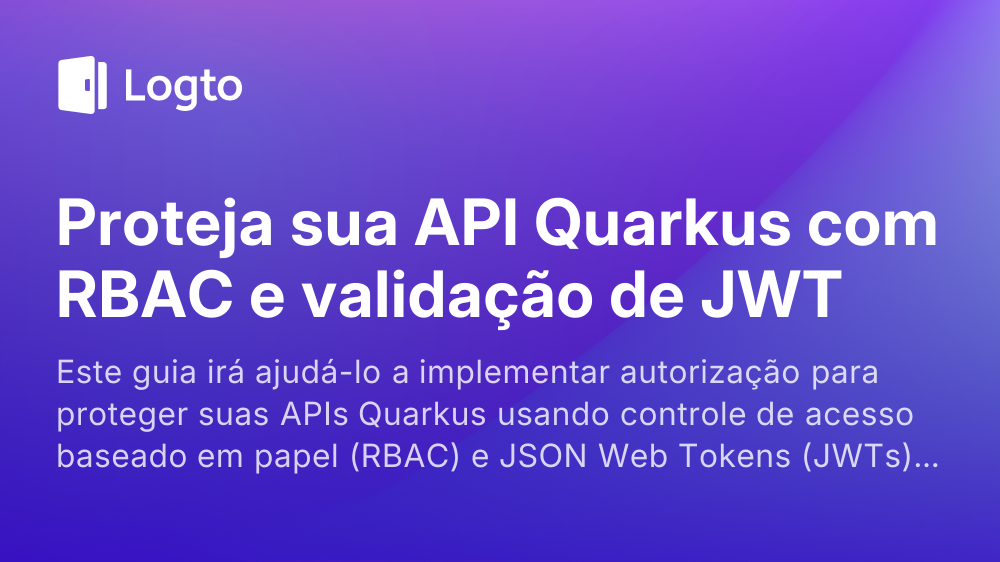 Logto
Proteja sua API Quarkus com
RBAC e validação de JWT
Este guia irá ajudá-lo a implementar autorização para
proteger suas APIs Quarkus usando controle de acesso
baseado em papel (RBAC) e JSON Web Tokens (JWTs)...